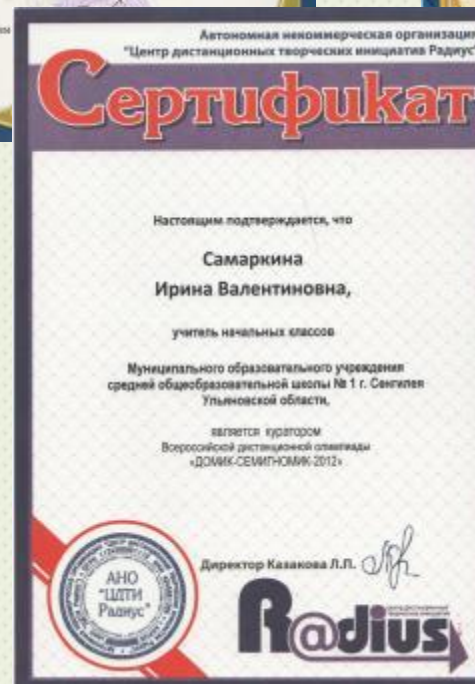 Автономная некоммерческая организация
"Центр дистанционных творческих инициатив Радиус"
Сертификат
Настоящим подтверждается, что
Самаркина
Ирина Валентиновна,
учитель начальных классов
Муниципального образовательного учреждения
средней общеобразовательной школы № 1 г. Сенгилея
Ульяновской области,
является куратором
Всероссийской дистанционной олимпиады
«ДОМИК-СЕМИГНОМИК-2012»
Директор Казакова Л.П.
АНО
"ЦДТИ
Радиус"
R@dius